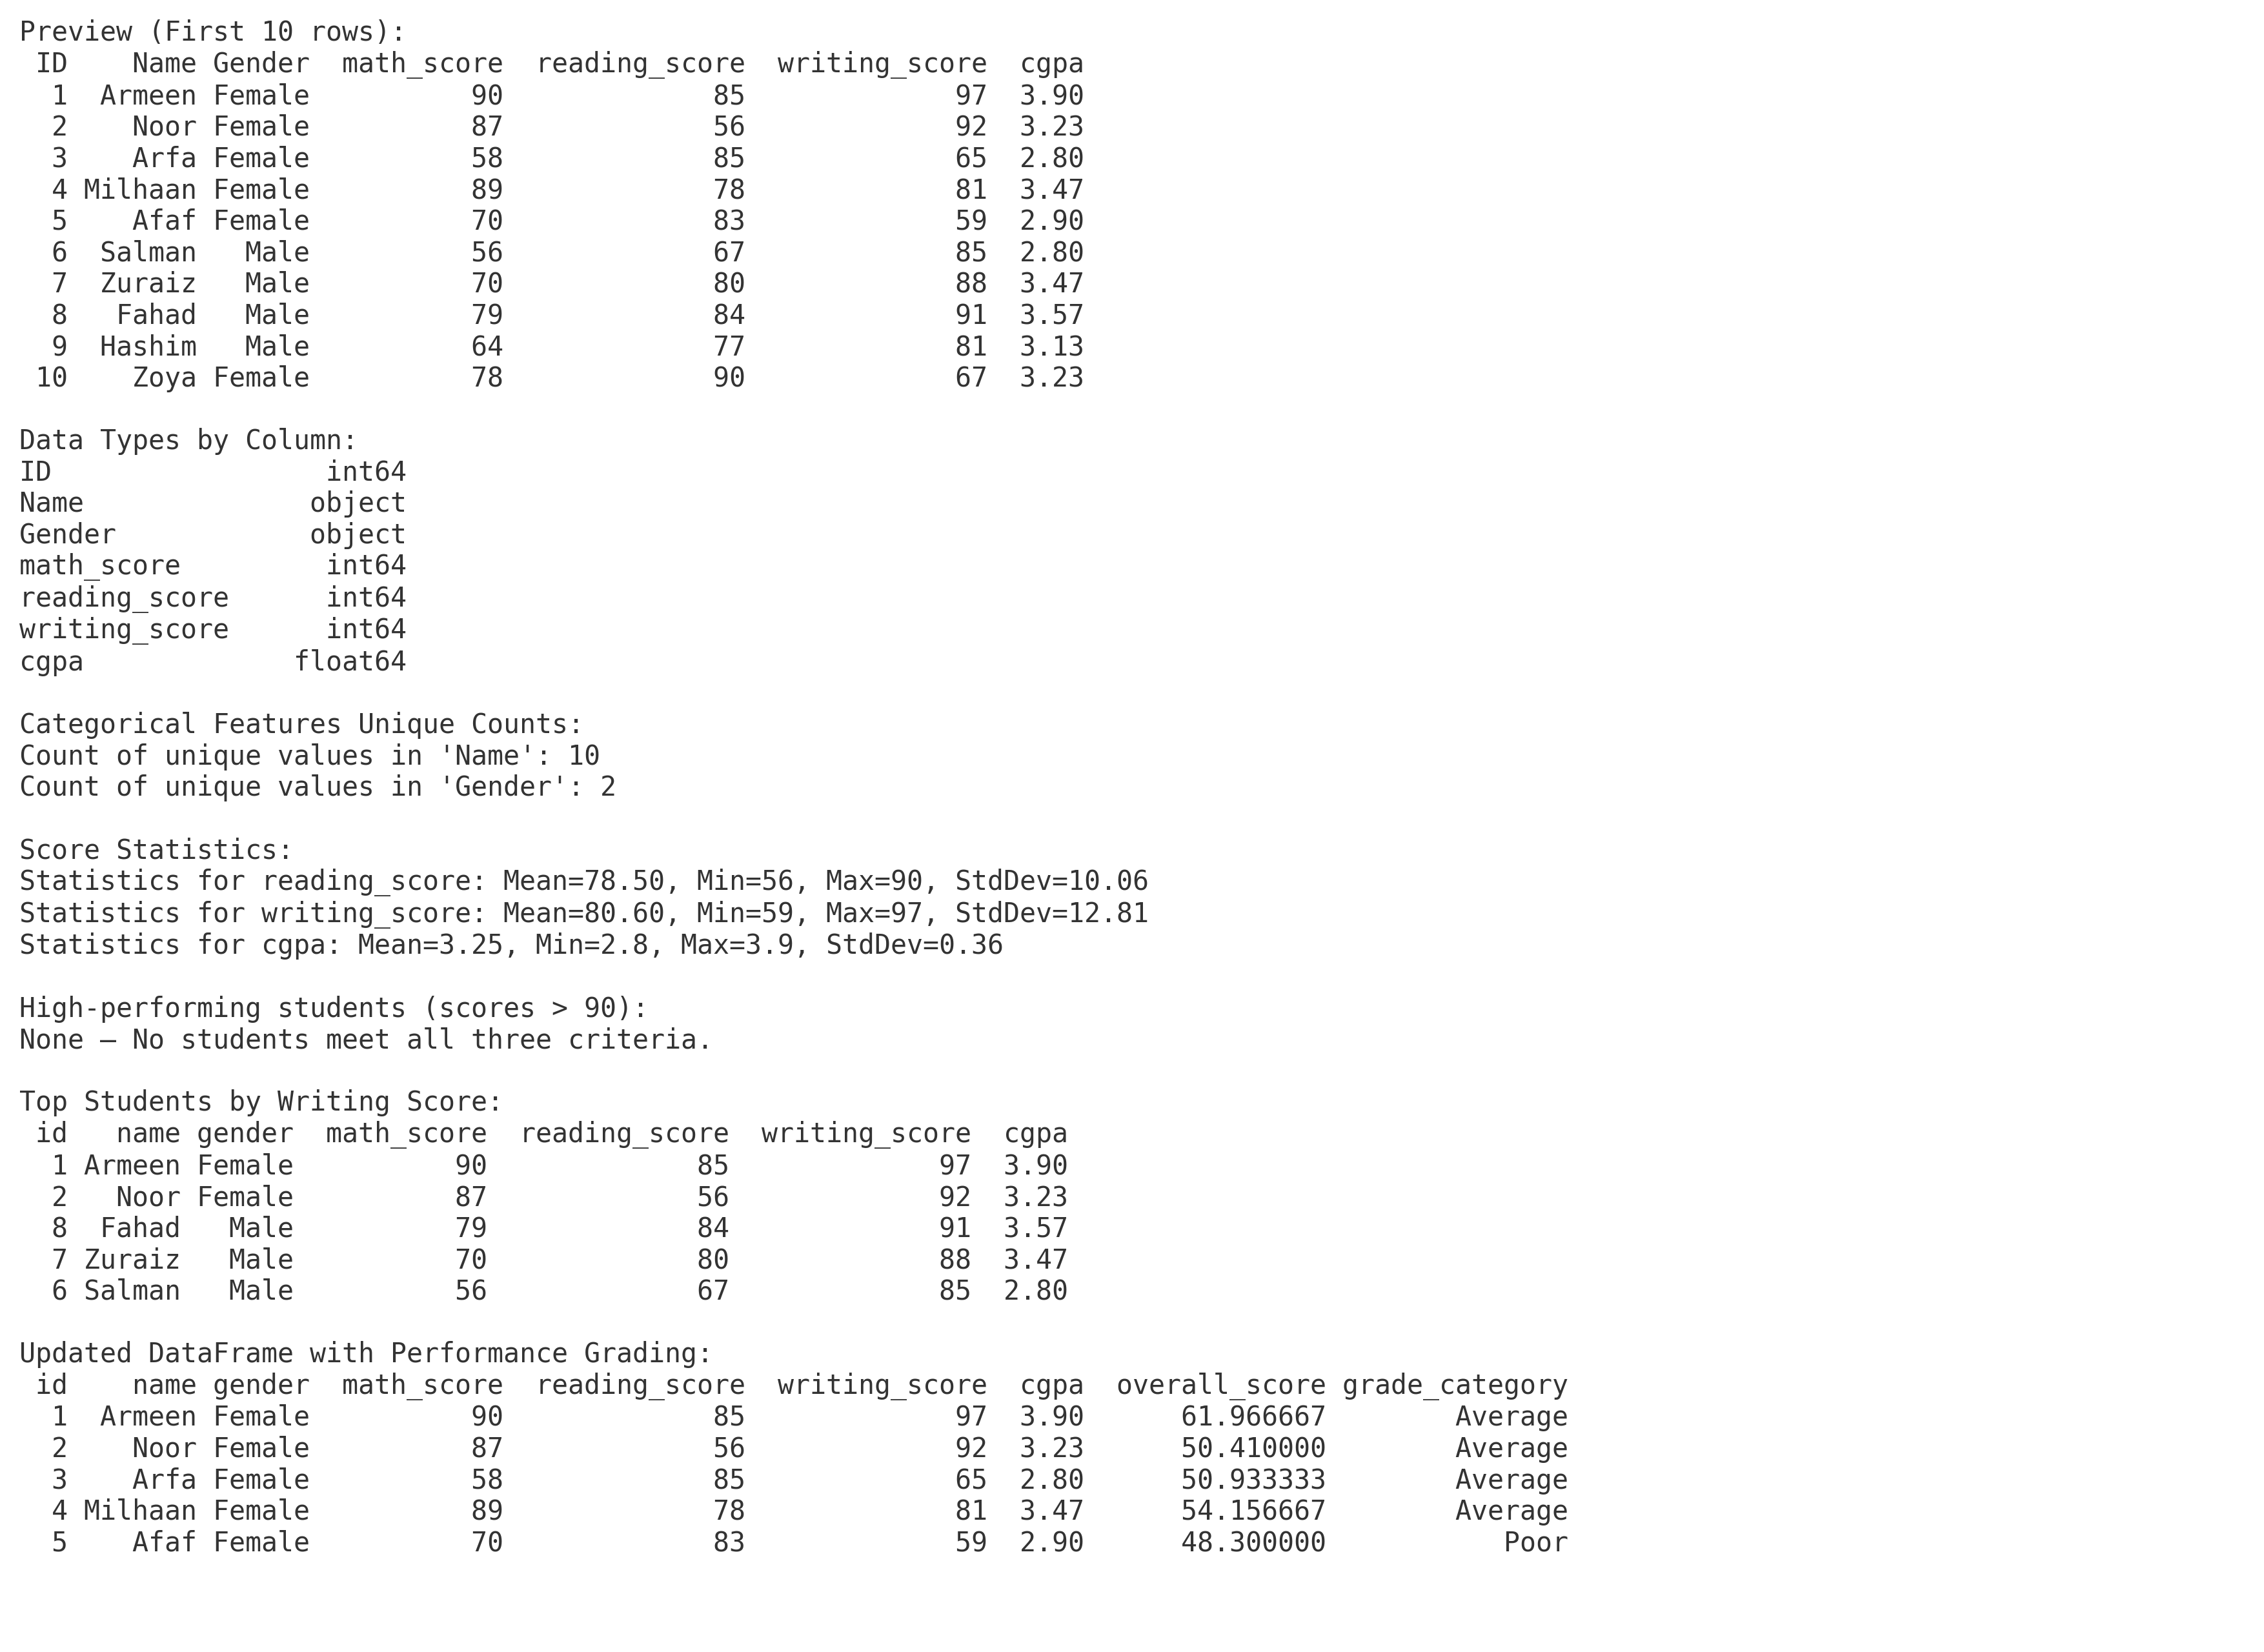 Preview (First 10 rows):
 ID    Name Gender  math_score  reading_score  writing_score  cgpa
  1  Armeen Female          90             85             97  3.90
  2    Noor Female          87             56             92  3.23
  3    Arfa Female          58             85             65  2.80
  4 Milhaan Female          89             78             81  3.47
  5    Afaf Female          70             83             59  2.90
  6  Salman   Male          56             67             85  2.80
  7  Zuraiz   Male          70             80             88  3.47
  8   Fahad   Male          79             84             91  3.57
  9  Hashim   Male          64             77             81  3.13
 10    Zoya Female          78             90             67  3.23

Data Types by Column:
ID                 int64
Name              object
Gender            object
math_score         int64
reading_score      int64
writing_score      int64
cgpa             float64

Categorical Features Unique Counts:
Count of unique values in 'Name': 10
Count of unique values in 'Gender': 2

Score Statistics:
Statistics for reading_score: Mean=78.50, Min=56, Max=90, StdDev=10.06
Statistics for writing_score: Mean=80.60, Min=59, Max=97, StdDev=12.81
Statistics for cgpa: Mean=3.25, Min=2.8, Max=3.9, StdDev=0.36

High-performing students (scores > 90):
None — No students meet all three criteria.

Top Students by Writing Score:
 id   name gender  math_score  reading_score  writing_score  cgpa
  1 Armeen Female          90             85             97  3.90
  2   Noor Female          87             56             92  3.23
  8  Fahad   Male          79             84             91  3.57
  7 Zuraiz   Male          70             80             88  3.47
  6 Salman   Male          56             67             85  2.80

Updated DataFrame with Performance Grading:
 id    name gender  math_score  reading_score  writing_score  cgpa  overall_score grade_category
  1  Armeen Female          90             85             97  3.90      61.966667        Average
  2    Noor Female          87             56             92  3.23      50.410000        Average
  3    Arfa Female          58             85             65  2.80      50.933333        Average
  4 Milhaan Female          89             78             81  3.47      54.156667        Average
  5    Afaf Female          70             83             59  2.90      48.300000           Poor